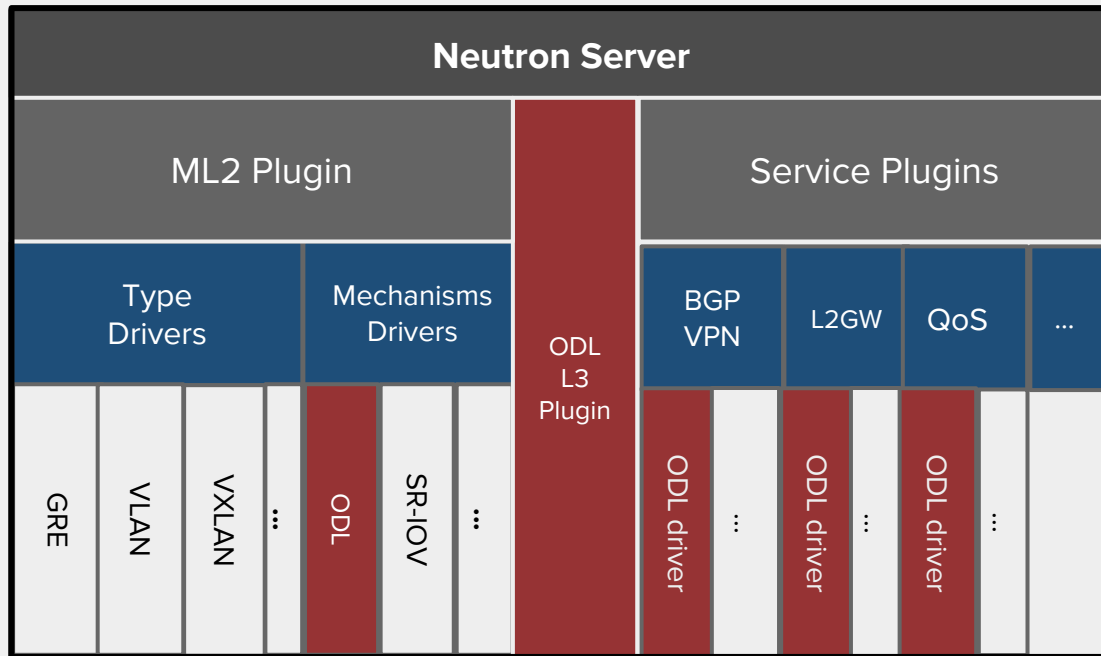 Neutron Server
ML2 Plugin
Service Plugins
Type
Drivers
Mechanisms
Drivers
ODL
L3
Plugin
BGP
VPN
L2GW
QoS
...
GRE
VLAN
VXLAN
...
ODL
SR-IOV
...
ODL driver
...
ODL driver
...
ODL driver
...